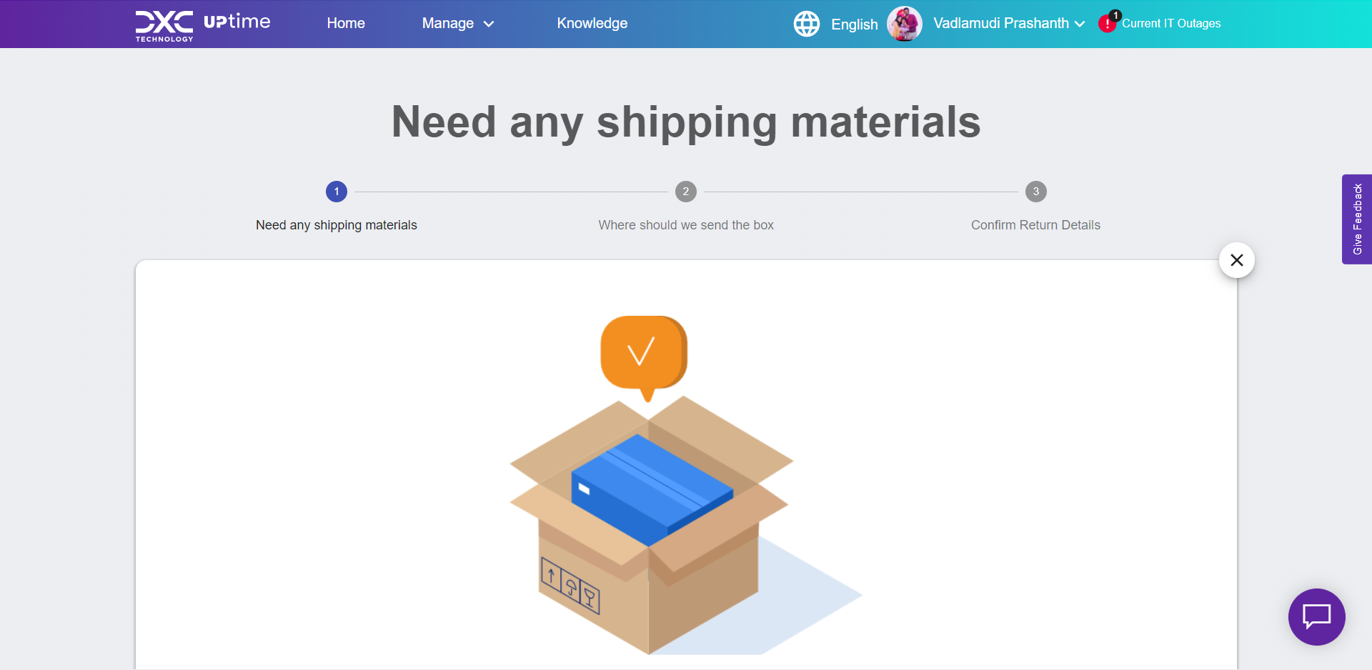 DXC TECHNOLOGY UPtime
Home
Manage
Knowledge
English
Vadlamudi Prashanth
1
!
Current IT Outages
Need any shipping materials
1
2
3
Need any shipping materials
Where should we send the box
Confirm Return Details
Give Feedback